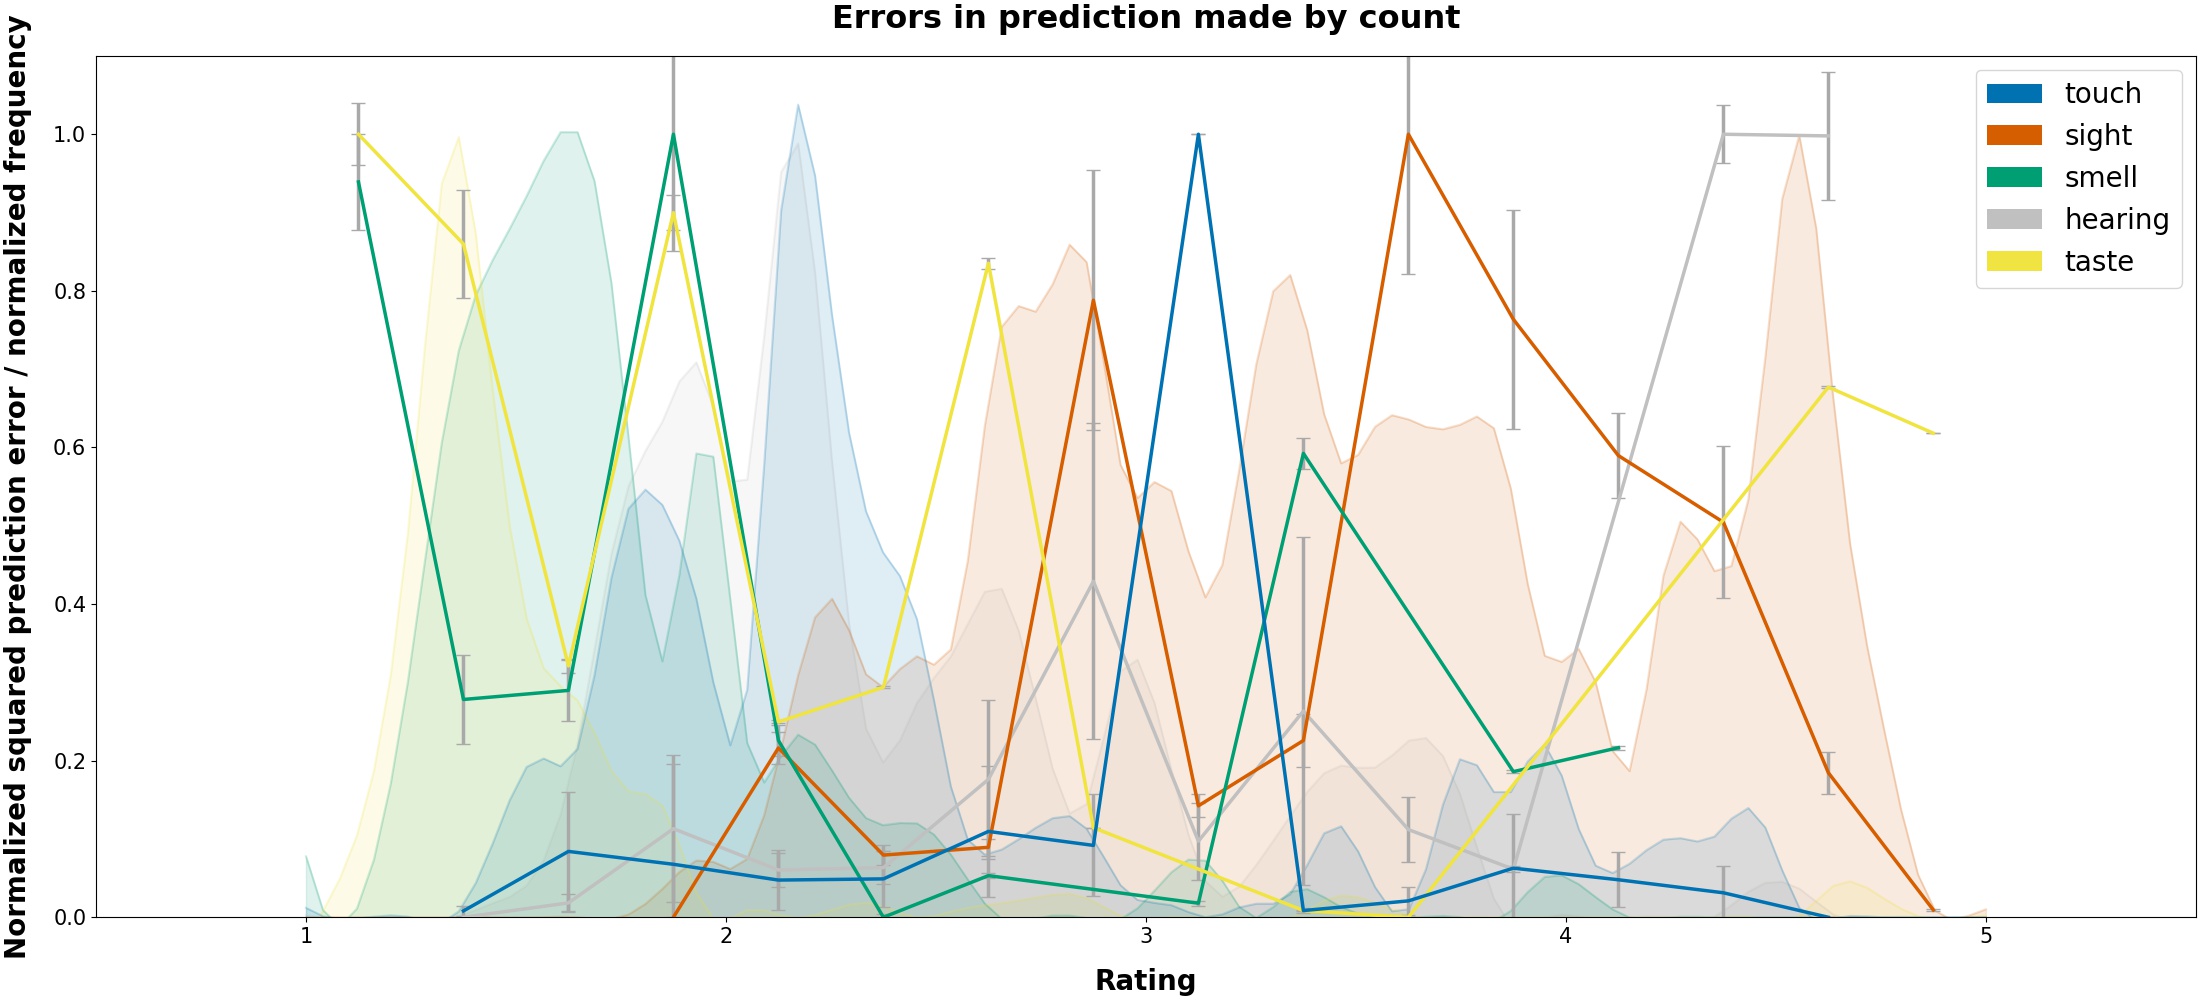 Errors in prediction made by count
Normalized squared prediction error / normalized frequency
1.0
0.8
0.6
0.4
0.2
0.0
1 2 3 4 5
Rating
touch
sight
smell
hearing
taste